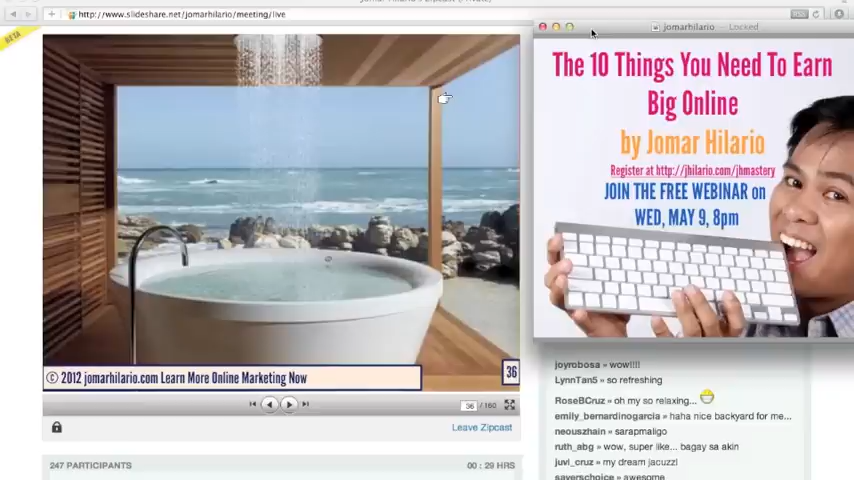 http://www.slideshare.net/jomarhilario/meeting/live
BETA
jomarhilario — Locked
The 10 Things You Need To Earn
Big Online
by Jomar Hilario
Register at http://jhilario.com/jhmastery
JOIN THE FREE WEBINAR on
WED, MAY 9, 8pm
© 2012 jomarhilario.com Learn More Online Marketing Now
36
36 /160
Leave Zipcast
247 PARTICIPANTS
00 : 29 HRS
joyrobosa » wow!!!!
LynnTan5 » so refreshing
RoseBCruz » oh my so relaxing...
emily_bernardinogarcia » haha nice backyard for me...
neouszhain » sarapmaligo
ruth_abg » wow, super like... bagay sa akin
juvi_cruz » my dream jacuzzi
saverschoice » awesome